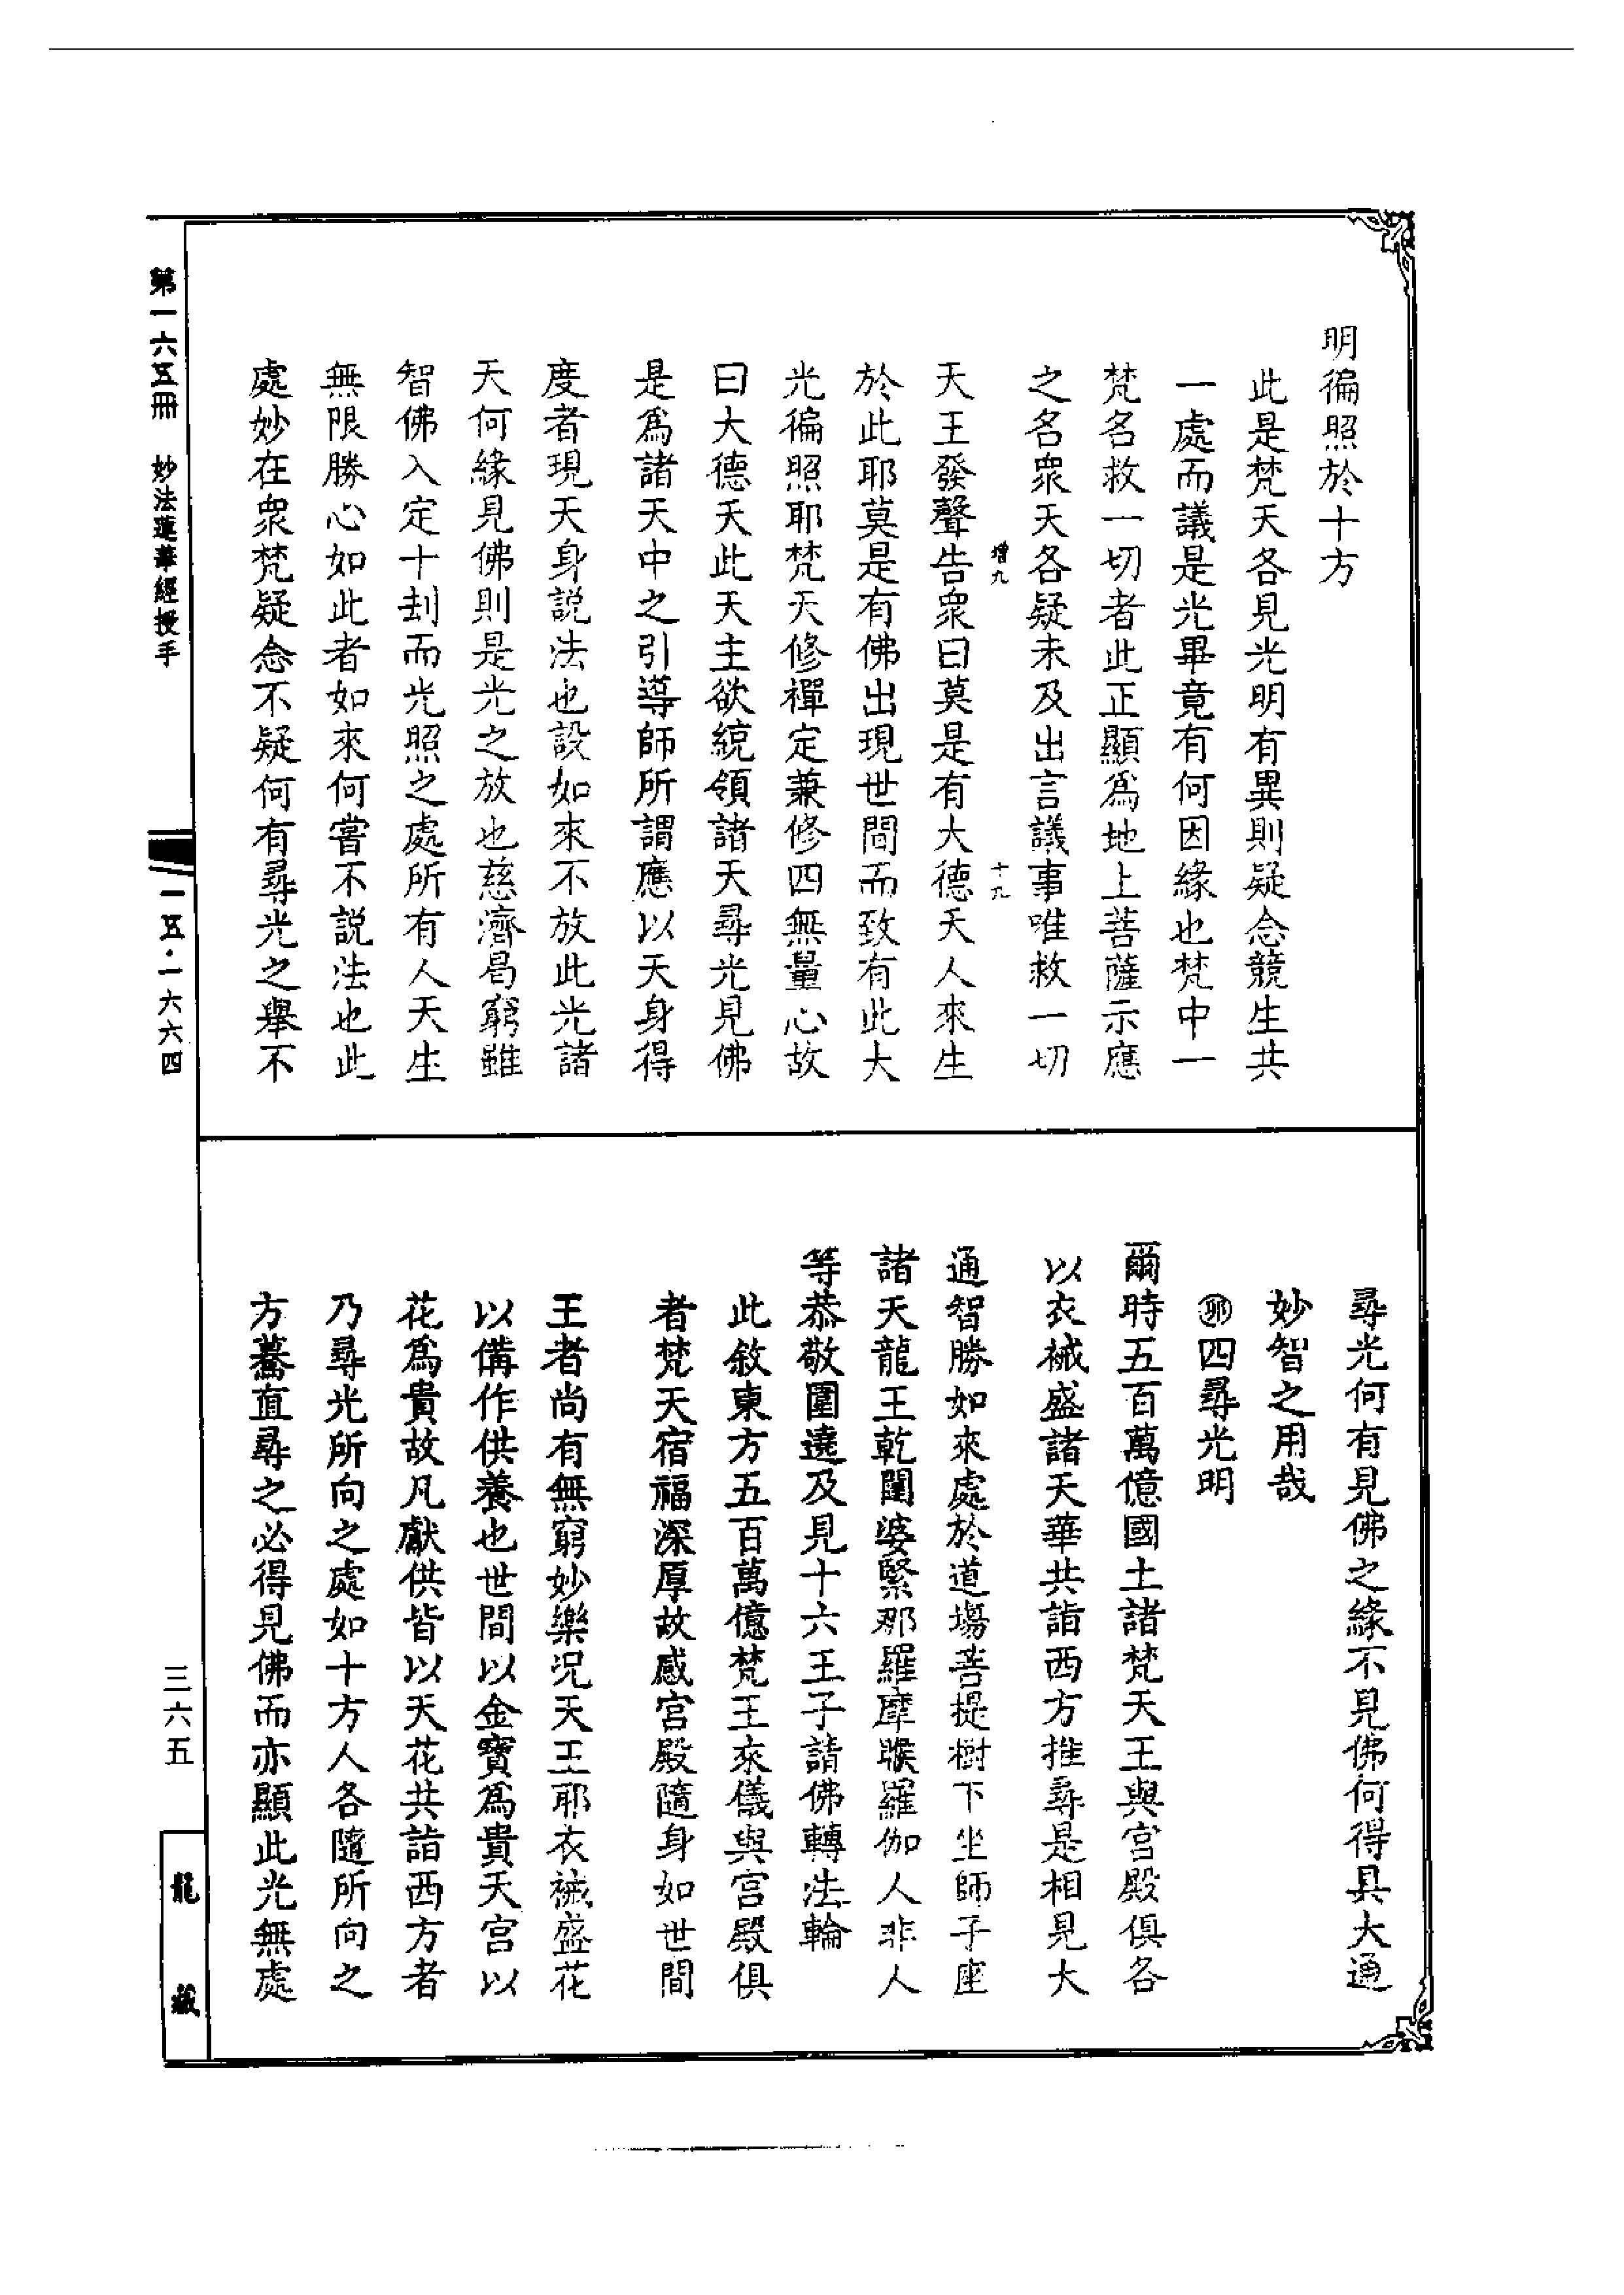 明徧照於十方
此是梵天各見光明有異則疑念競生共
一處而議是光畢竟有何因緣也梵中一
梵名救一切者此正顯爲地上菩薩示應
之名衆天各疑未及出言議事唯救一切
增九
十九
天王發聲告衆曰莫是有大德天人來生
於此耶莫是有佛出現世間而致有此大
光徧照耶梵天修禪定兼修四無量心故
曰大德天此天主欲統領諸天尋光見佛
是爲諸天中之引導師所謂應以天身得
度者現天身説法也設如來不放此光諸
天何緣見佛則是光之放也慈濟曷窮雖
智佛入定十刦而光照之處所有人天生
無限勝心如此者如來何嘗不説法也此
處妙在衆梵疑念不疑何有尋光之舉不
尋光何有見佛之緣不見佛何得具大通
妙智之用哉
㊞四尋光明
爾時五百萬億國土諸梵天王與宮殿俱各
以衣裓盛諸天華共詣西方推尋是相見大
通智勝如來處於道場菩提樹下坐師子座
諸天龍王乾闥婆緊那羅摩睺羅伽人非人
等恭敬圍遶及見十六王子請佛轉法輪
此敘東方五百萬億梵王來儀與宮殿俱
者梵天宿福深厚故感宮殿隨身如世間
王者尚有無窮妙樂况天王耶衣裓盛花
以備作供養也世間以金寶爲貴天宮以
花爲貴故凡獻供皆以天花共詣西方者
乃尋光所向之處如十方人各隨所向之
方驀直尋之必得見佛而亦顯此光無處
第一六五冊　妙法蓮華經授手
一五·一六六四
三六五
龍藏